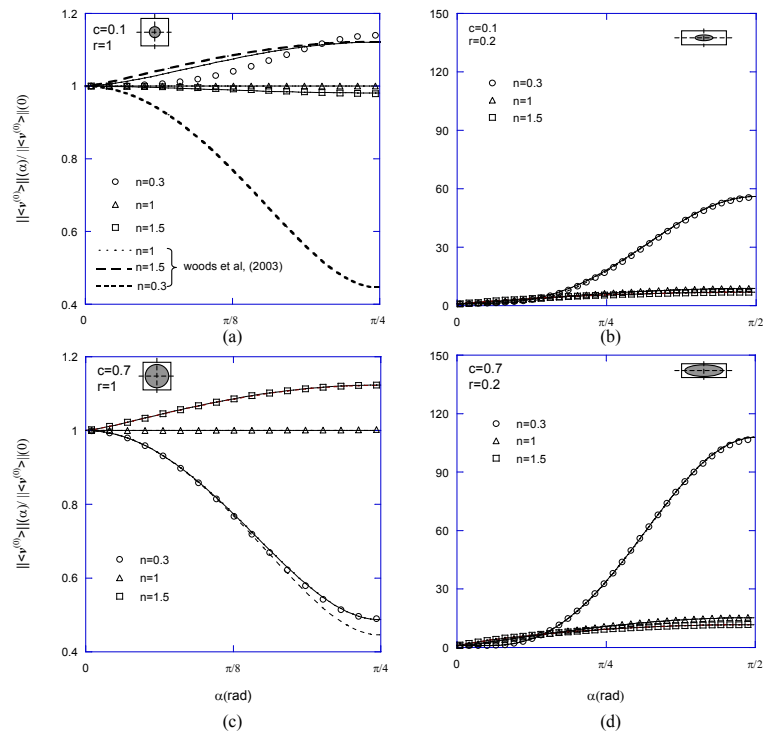 1.2
1
0.8
0.6
0.4
||<v(0)>||(α)/ ||<v(0)>||(0)
c=0.1
r=1
n=0.3
n=1
n=1.5
n=1
n=1.5
n=0.3
woods et al, (2003)
0
π/8
π/4
(a)
150
120
90
60
30
0
c=0.1
r=0.2
n=0.3
n=1
n=1.5
0
π/4
π/2
(b)
1.2
1
0.8
0.6
0.4
||<v(0)>||(α)/ ||<v(0)>||(0)
c=0.7
r=1
n=0.3
n=1
n=1.5
0
π/8
π/4
α(rad)
(c)
150
120
90
60
30
0
c=0.7
r=0.2
n=0.3
n=1
n=1.5
0
π/4
π/2
α(rad)
(d)